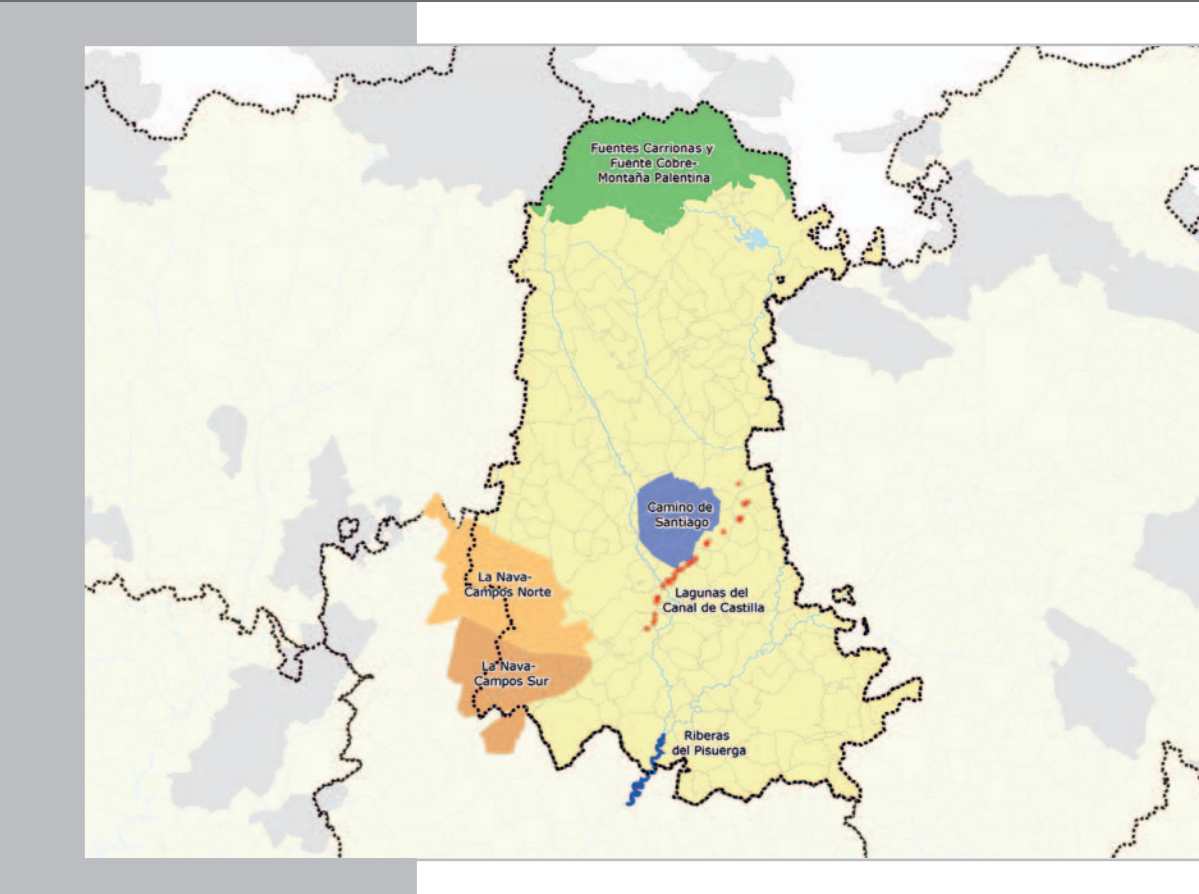 Fuentes Carrionas y
Fuente Cobre-
Montaña Palentina
Camino de
Santiago
La Nava-
Campos Norte
Lagunas del
Canal de Castilla
La Nava-
Campos Sur
Riberas
del Pisuerga